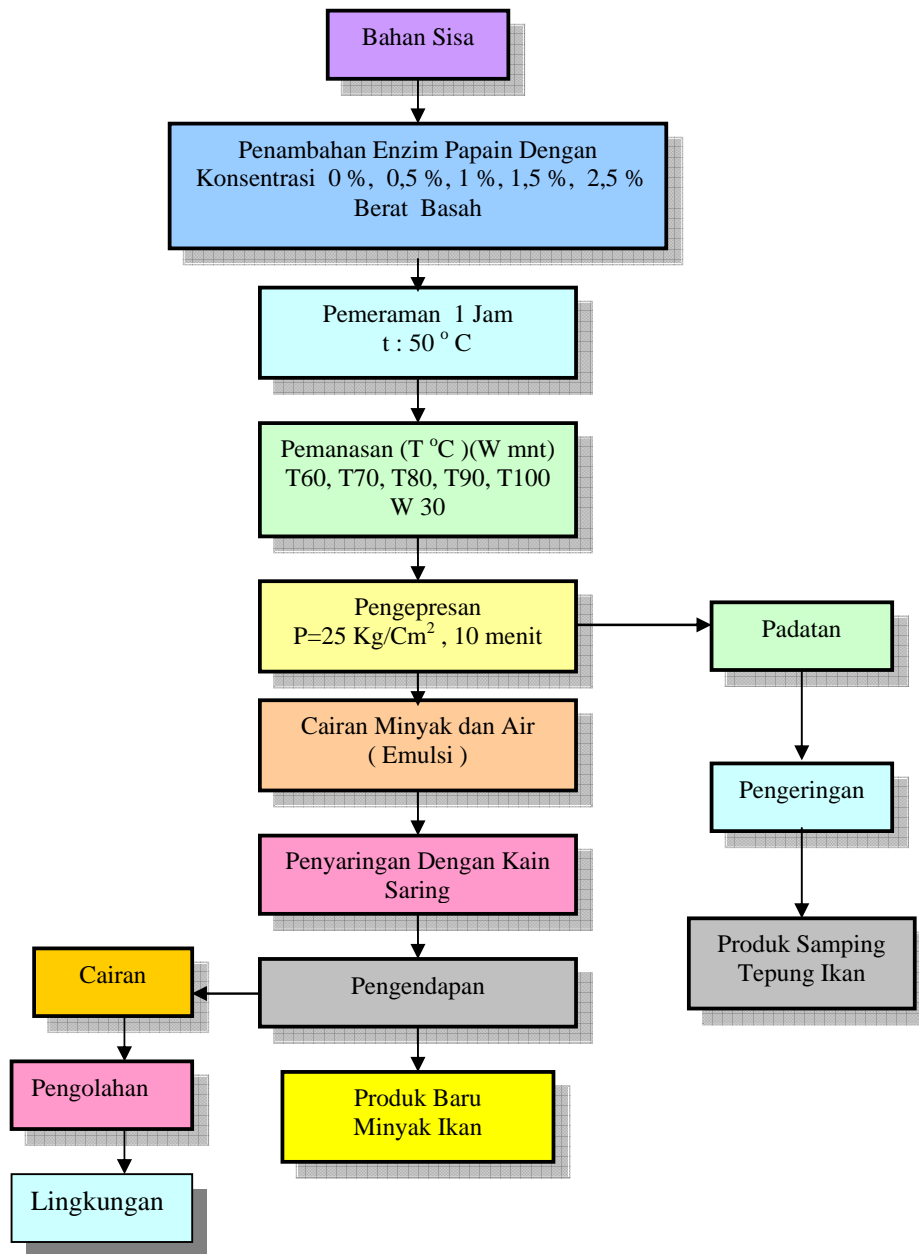 Bahan Sisa
Penambahan Enzim Papain Dengan
Konsentrasi 0 %, 0,5 %, 1 %, 1,5 %, 2,5 %
Berat Basah
Pemeraman 1 Jam
t : 50 ° C
Pemanasan (T °C )(W mnt)
T60, T70, T80, T90, T100
W 30
Pengepresan
P=25 Kg/Cm² , 10 menit
Padatan
Cairan Minyak dan Air
( Emulsi )
Pengeringan
Penyaringan Dengan Kain
Saring
Produk Samping
Tepung Ikan
Cairan
Pengendapan
Pengolahan
Produk Baru
Minyak Ikan
Lingkungan